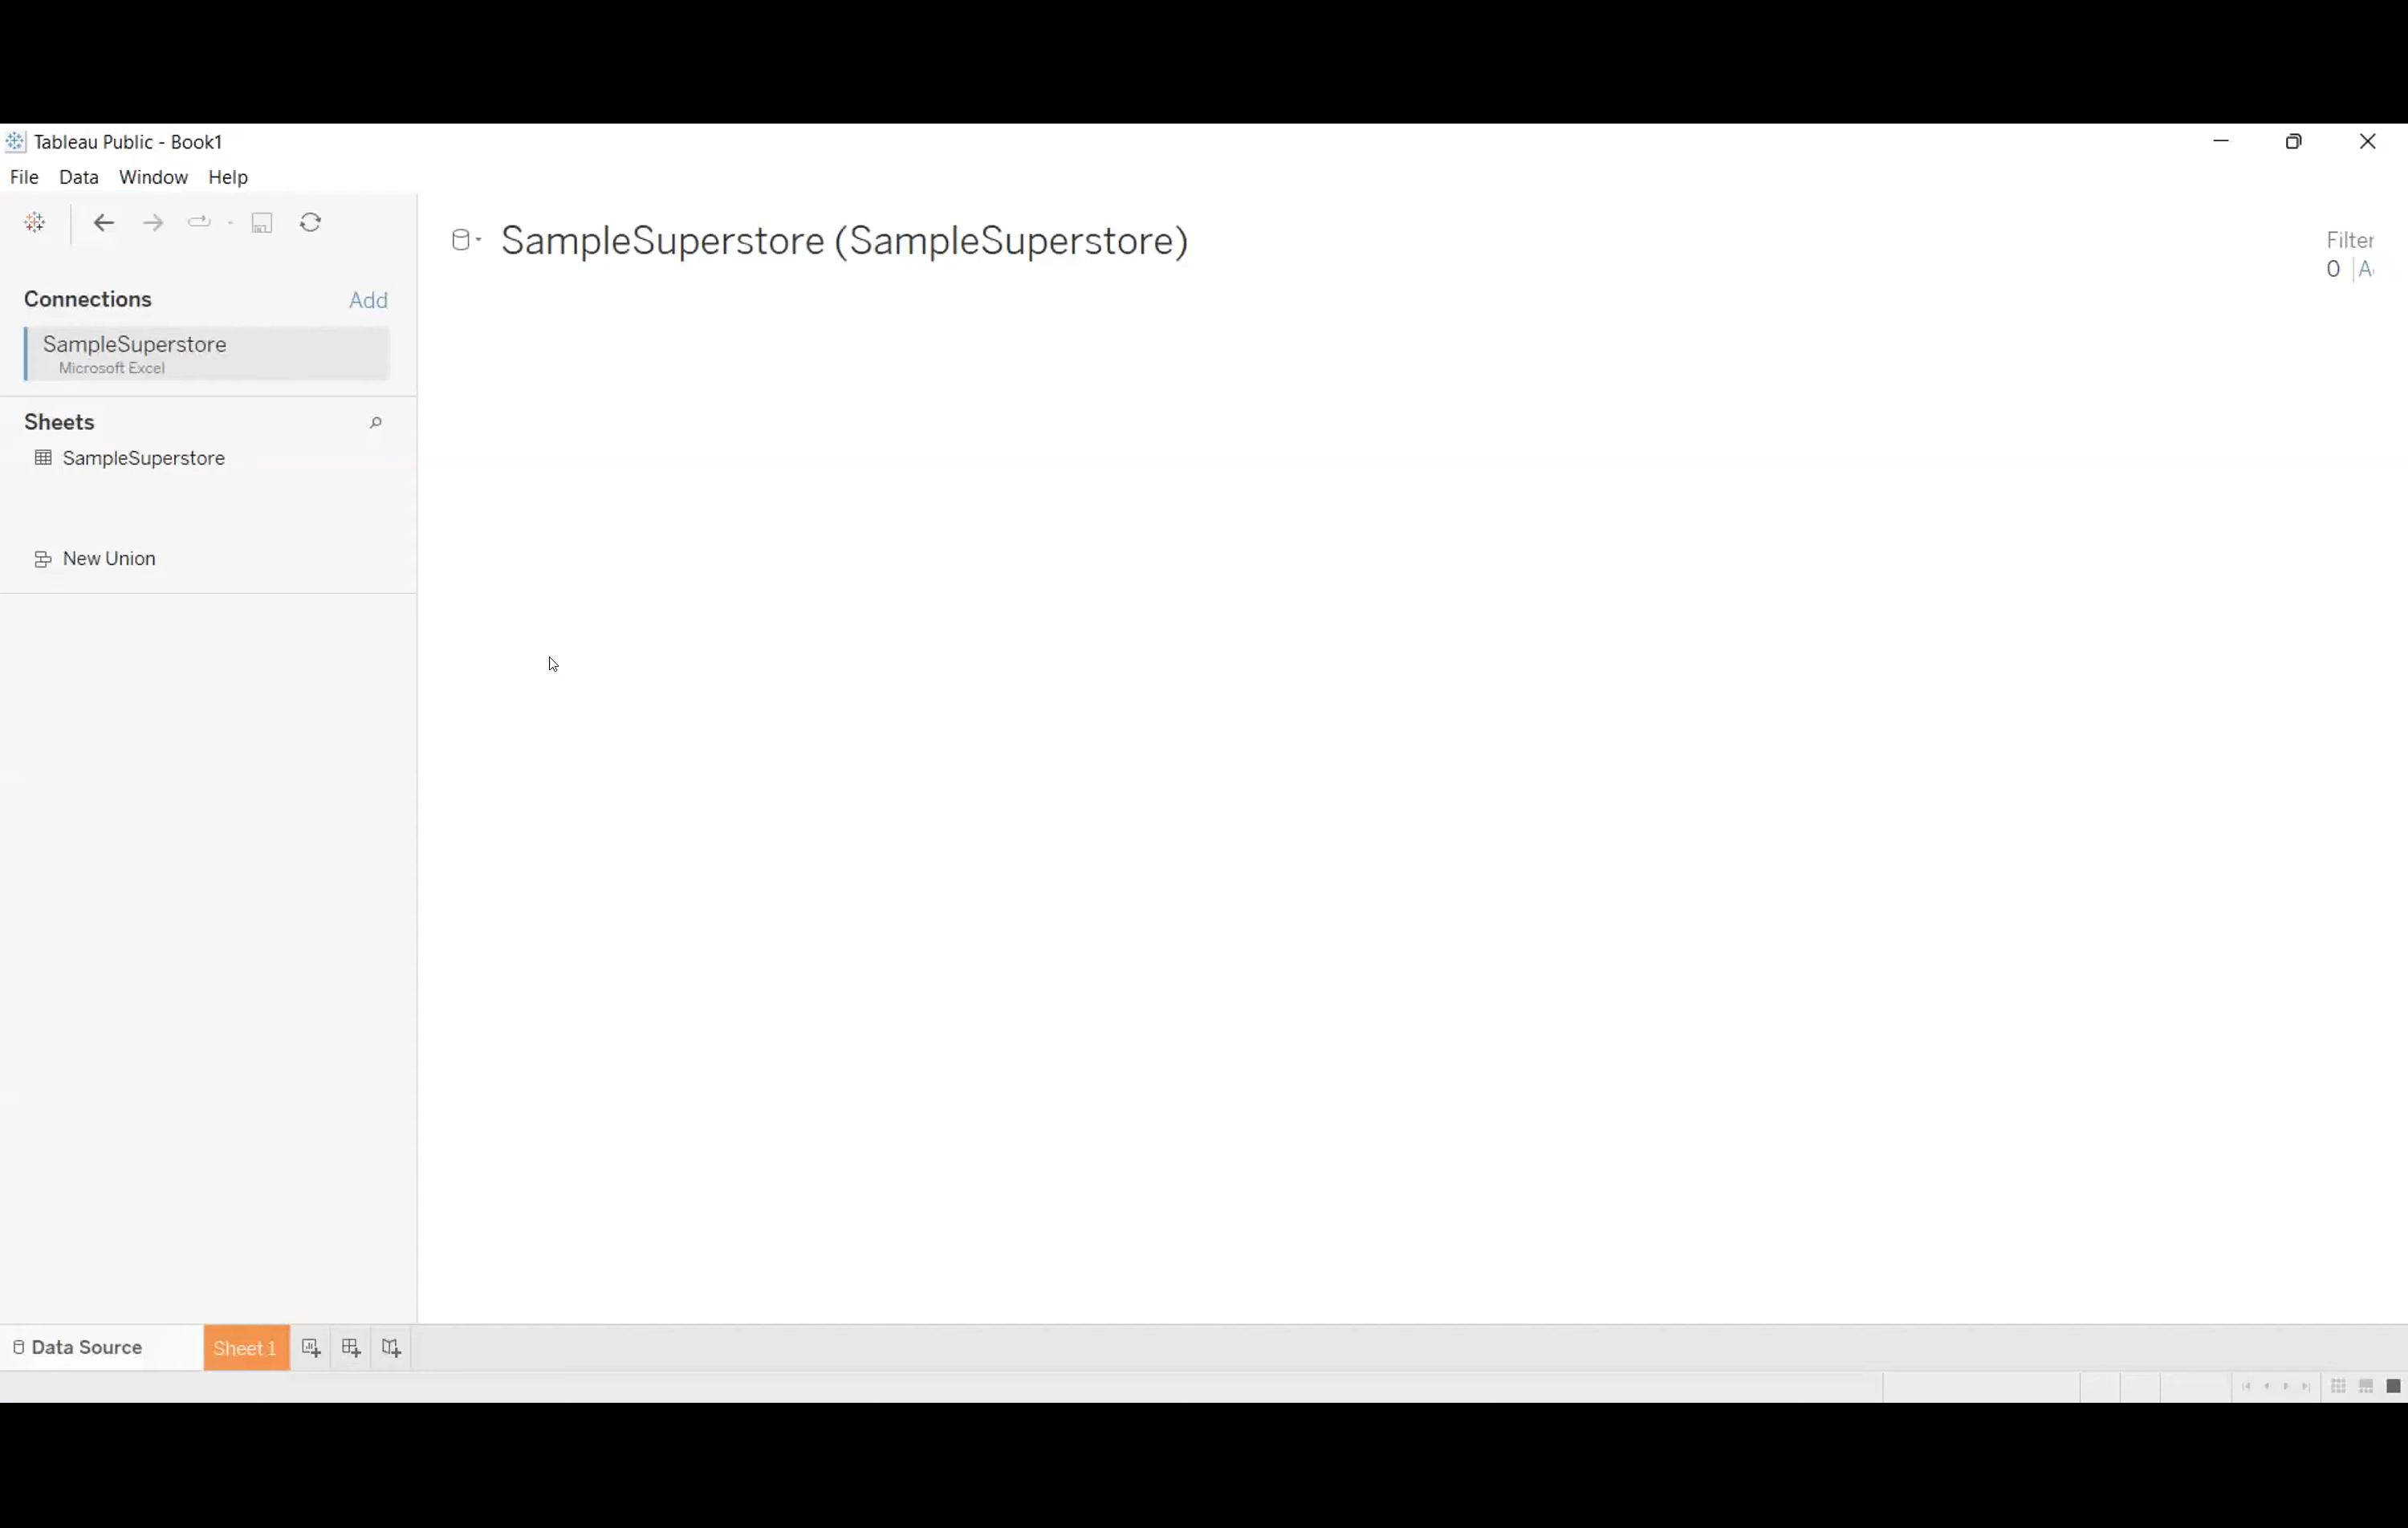 Tableau Public - Book1
File Data Window Help
SampleSuperstore (SampleSuperstore)
Filter
0
Connections Add
SampleSuperstore
Microsoft Excel
Sheets
SampleSuperstore
New Union
Data Source Sheet 1